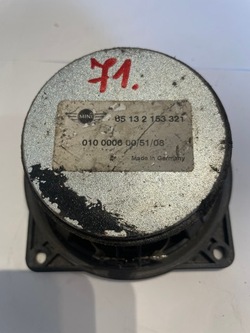 71.
MINI
65 13 2 153 321
010 0006 00/51/08
Made in Germany